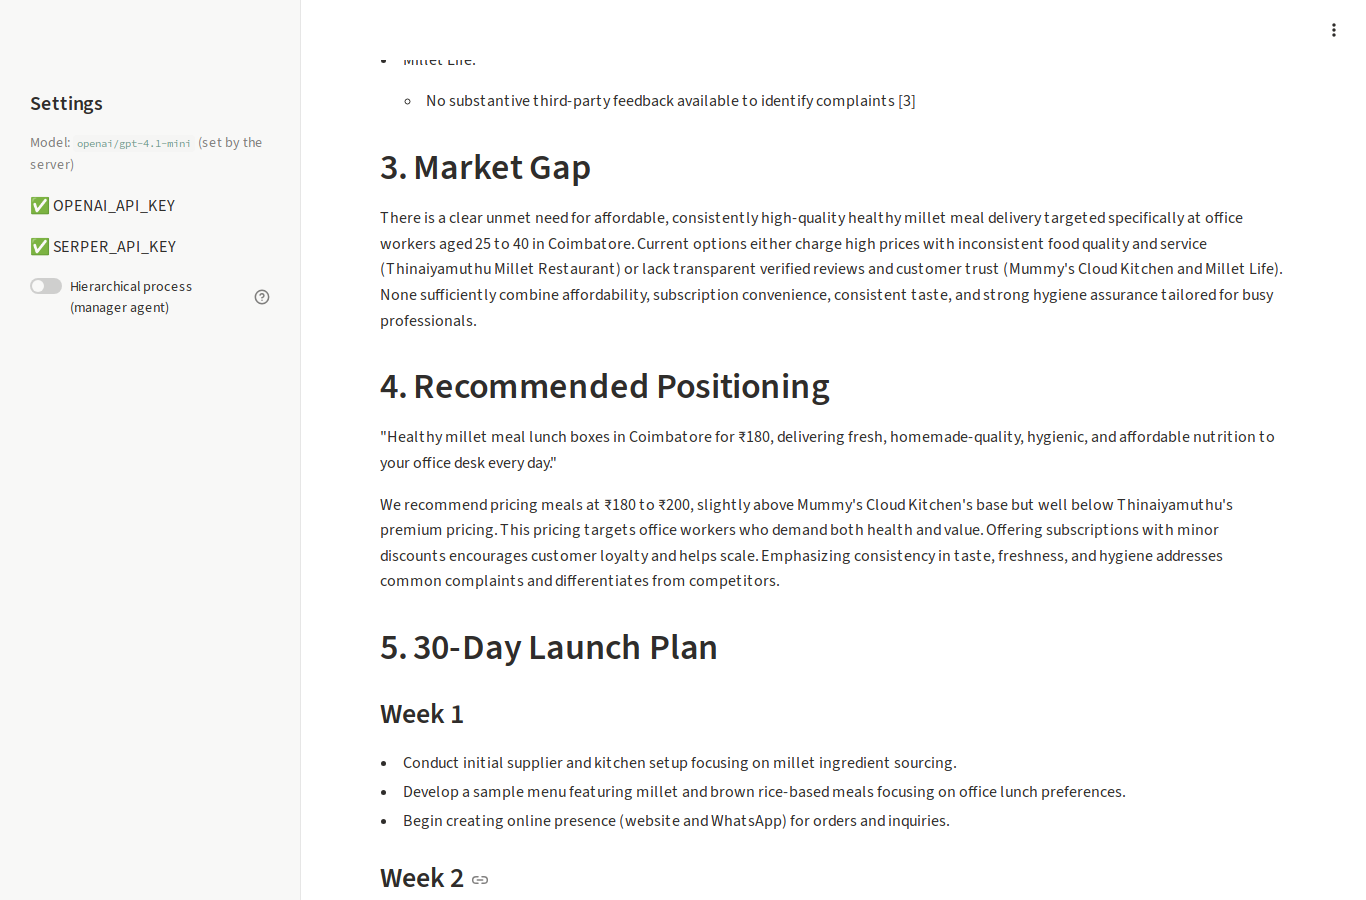 Settings
Model: openai/gpt-4.1-mini (set by the
server)
✅ OPENAI_API_KEY
✅ SERPER_API_KEY
Hierarchical process
(manager agent)
• Millet Life:
◦ No substantive third-party feedback available to identify complaints [3]
3. Market Gap
There is a clear unmet need for affordable, consistently high-quality healthy millet meal delivery targeted specifically at office
workers aged 25 to 40 in Coimbatore. Current options either charge high prices with inconsistent food quality and service
(Thinaiyamuthu Millet Restaurant) or lack transparent verified reviews and customer trust (Mummy's Cloud Kitchen and Millet Life).
None sufficiently combine affordability, subscription convenience, consistent taste, and strong hygiene assurance tailored for busy
professionals.
4. Recommended Positioning
"Healthy millet meal lunch boxes in Coimbatore for ₹180, delivering fresh, homemade-quality, hygienic, and affordable nutrition to
your office desk every day."
We recommend pricing meals at ₹180 to ₹200, slightly above Mummy's Cloud Kitchen's base but well below Thinaiyamuthu's
premium pricing. This pricing targets office workers who demand both health and value. Offering subscriptions with minor
discounts encourages customer loyalty and helps scale. Emphasizing consistency in taste, freshness, and hygiene addresses
common complaints and differentiates from competitors.
5. 30-Day Launch Plan
Week 1
• Conduct initial supplier and kitchen setup focusing on millet ingredient sourcing.
• Develop a sample menu featuring millet and brown rice-based meals focusing on office lunch preferences.
• Begin creating online presence (website and WhatsApp) for orders and inquiries.
Week 2